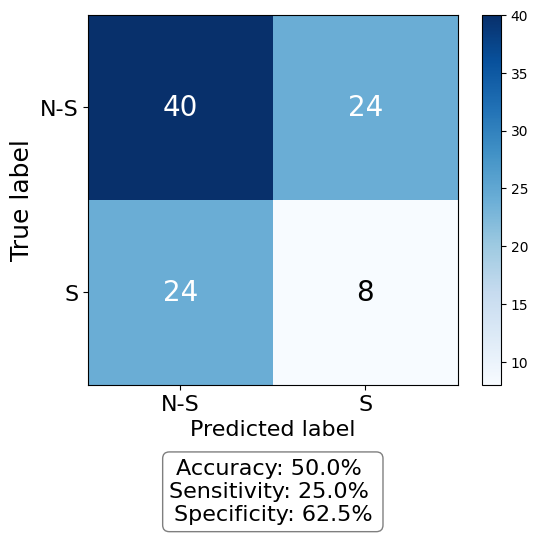 True label
N-S
S
40
24
24
8
N-S
S
Predicted label
40
35
30
25
20
15
10
Accuracy: 50.0%
Sensitivity: 25.0%
Specificity: 62.5%